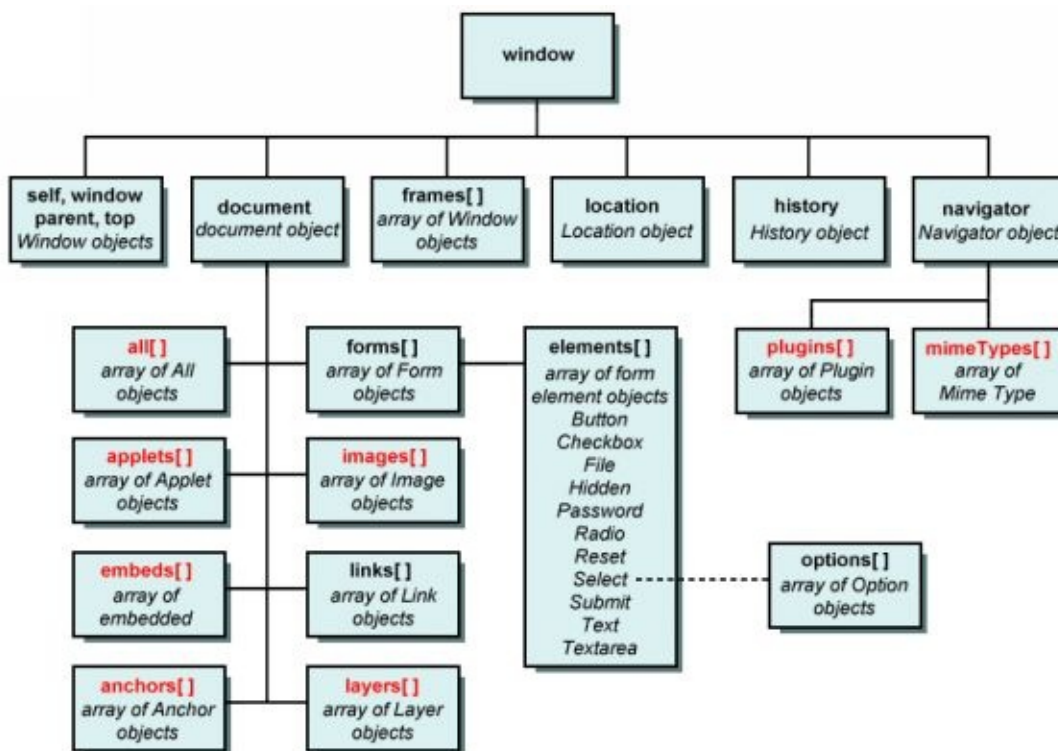 window
self, window
parent, top
Window objects
document
document object
frames[ ]
array of Window
objects
location
Location object
history
History object
navigator
Navigator object
all[ ]
array of All
objects
forms[ ]
array of Form
objects
elements[ ]
array of form
element objects
Button
Checkbox
File
Hidden
Password
Radio
Reset
Select
Submit
Text
Textarea
plugins[ ]
array of Plugin
objects
mimeTypes[ ]
array of
Mime Type
applets[ ]
array of Applet
objects
images[ ]
array of Image
objects
embeds[ ]
array of
embedded
links[ ]
array of Link
objects
options[ ]
array of Option
objects
anchors[ ]
array of Anchor
objects
layers[ ]
array of Layer
objects